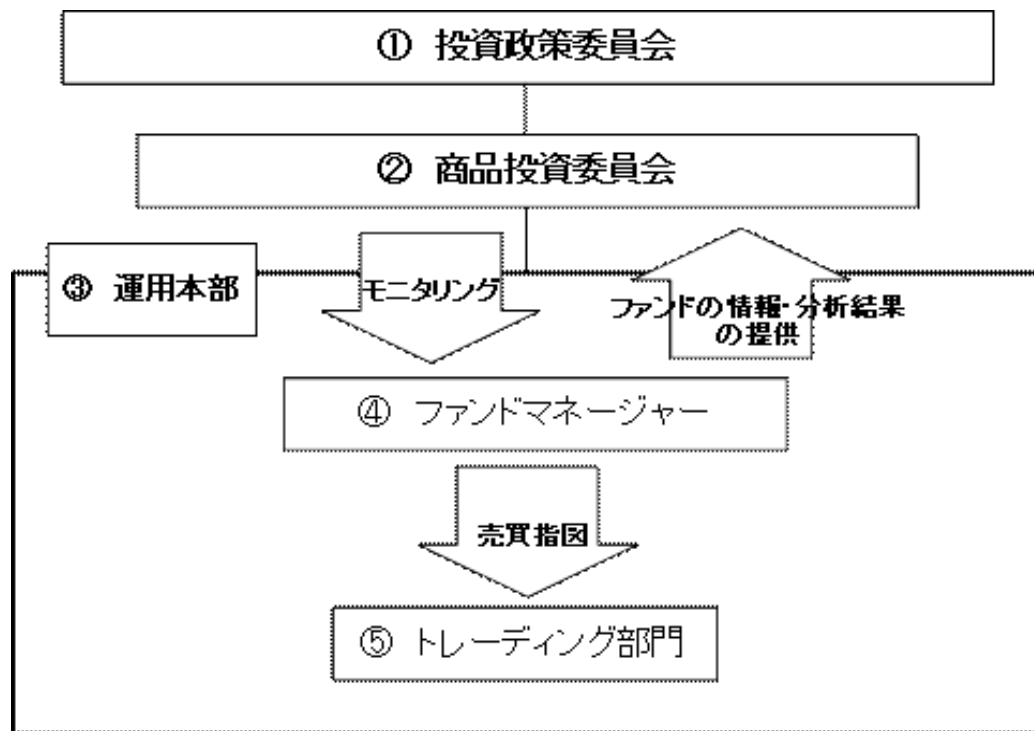 ① 投資政策委員会
② 商品投資委員会
③ 運用本部
モニタリング
ファンドの情報・分析結果
の提供
④ ファンドマネージャー
売買指図
⑤ トレーディング部門